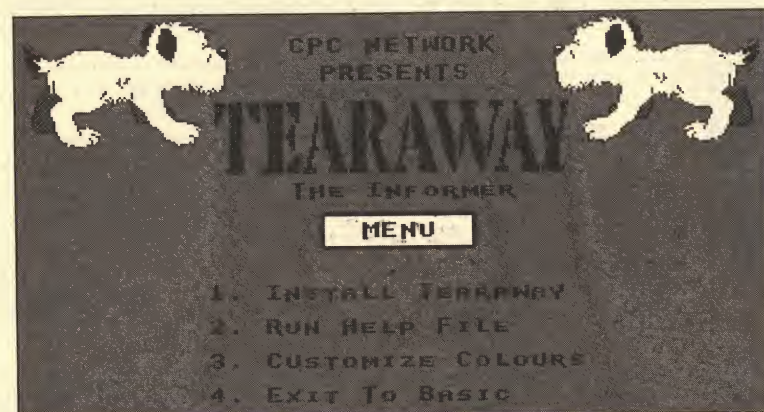 CPC NETWORK
PRESENTS
TEARAWAY
THE INFORMER
MENU
1. INSTALL TEARAWAY
2. RUN HELP FILE
3. CUSTOMIZE COLOURS
4. EXIT TO BASIC